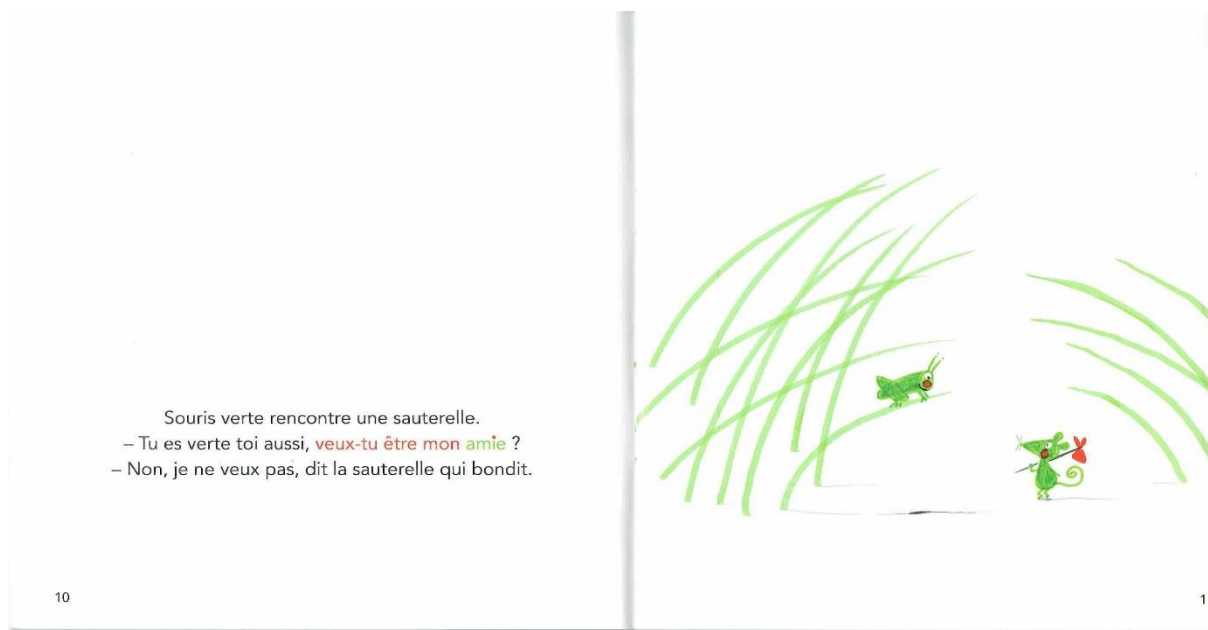 Souris verte rencontre une sauterelle.
– Tu es verte toi aussi, veux-tu être mon amie ?
– Non, je ne veux pas, dit la sauterelle qui bondit.
10
1